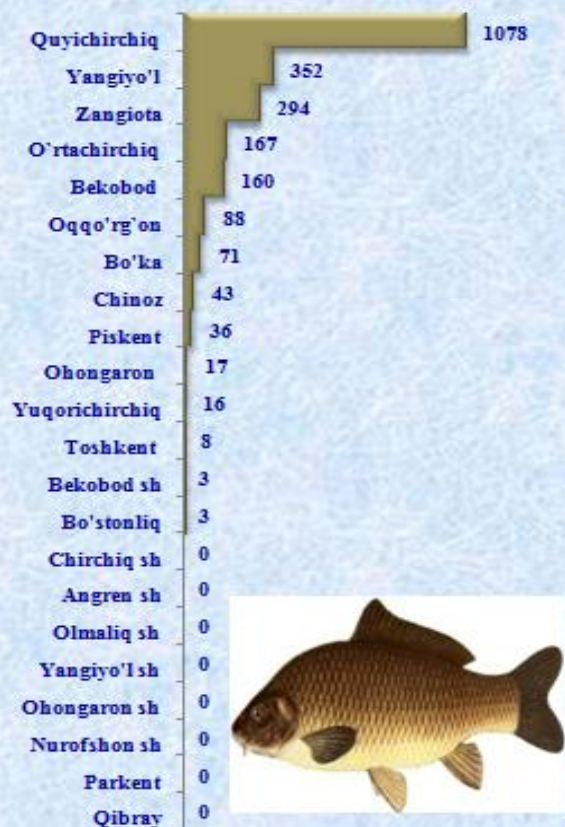 Quyichirchiq 1078
Yangiyo'l 352
Zangiota 294
O`rtachirchiq 167
Bekobod 160
Oqqo'rg`on 88
Bo'ka 71
Chinoz 43
Piskent 36
Ohongaron 17
Yuqorichirchiq 16
Toshkent 8
Bekobod sh 3
Bo'stonliq 3
Chirchiq sh 0
Angren sh 0
Olmaliq sh 0
Yangiyo'l sh 0
Ohongaron sh 0
Nurofshon sh 0
Parkent 0
Qibray 0